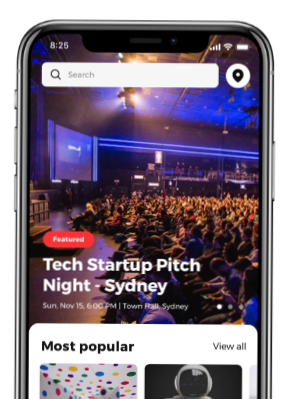 8:25
Search
Featured
Tech Startup Pitch
Night - Sydney
Sun, Nov 15, 6:00 PM | Town Hall, Sydney
Most popular
View all